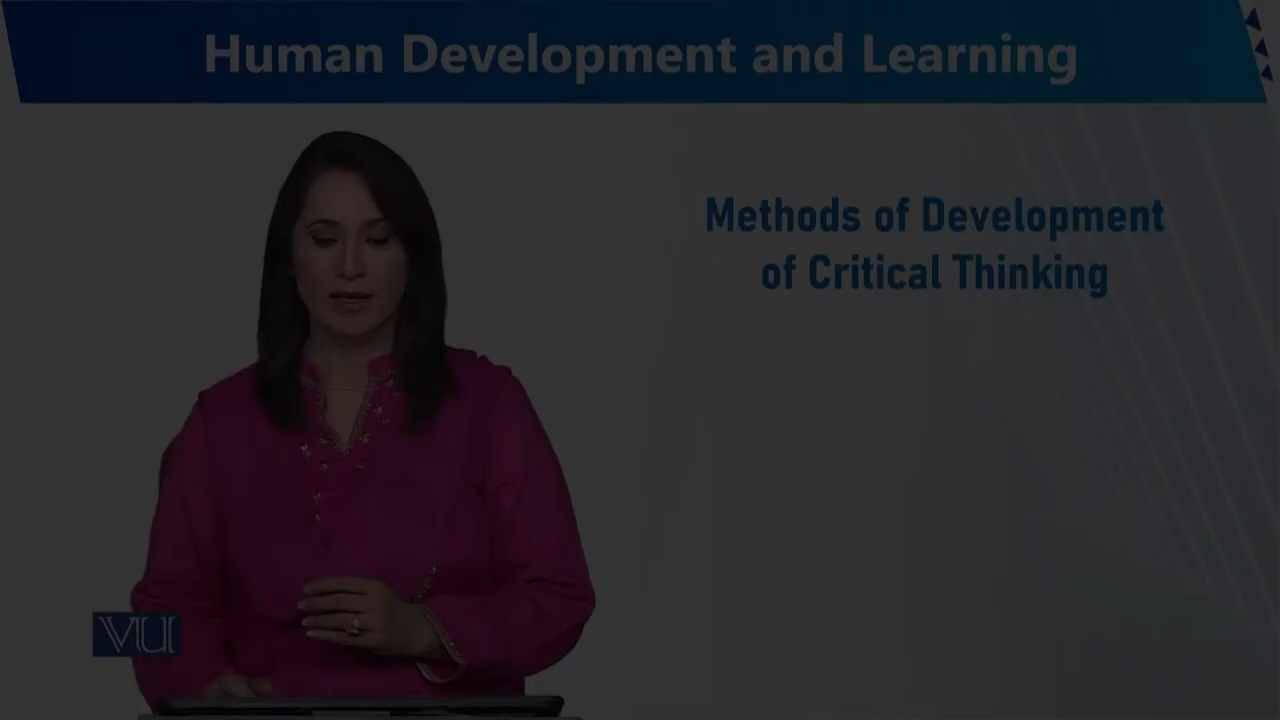 Human Development and Learning
Methods of Development
of Critical Thinking
VU